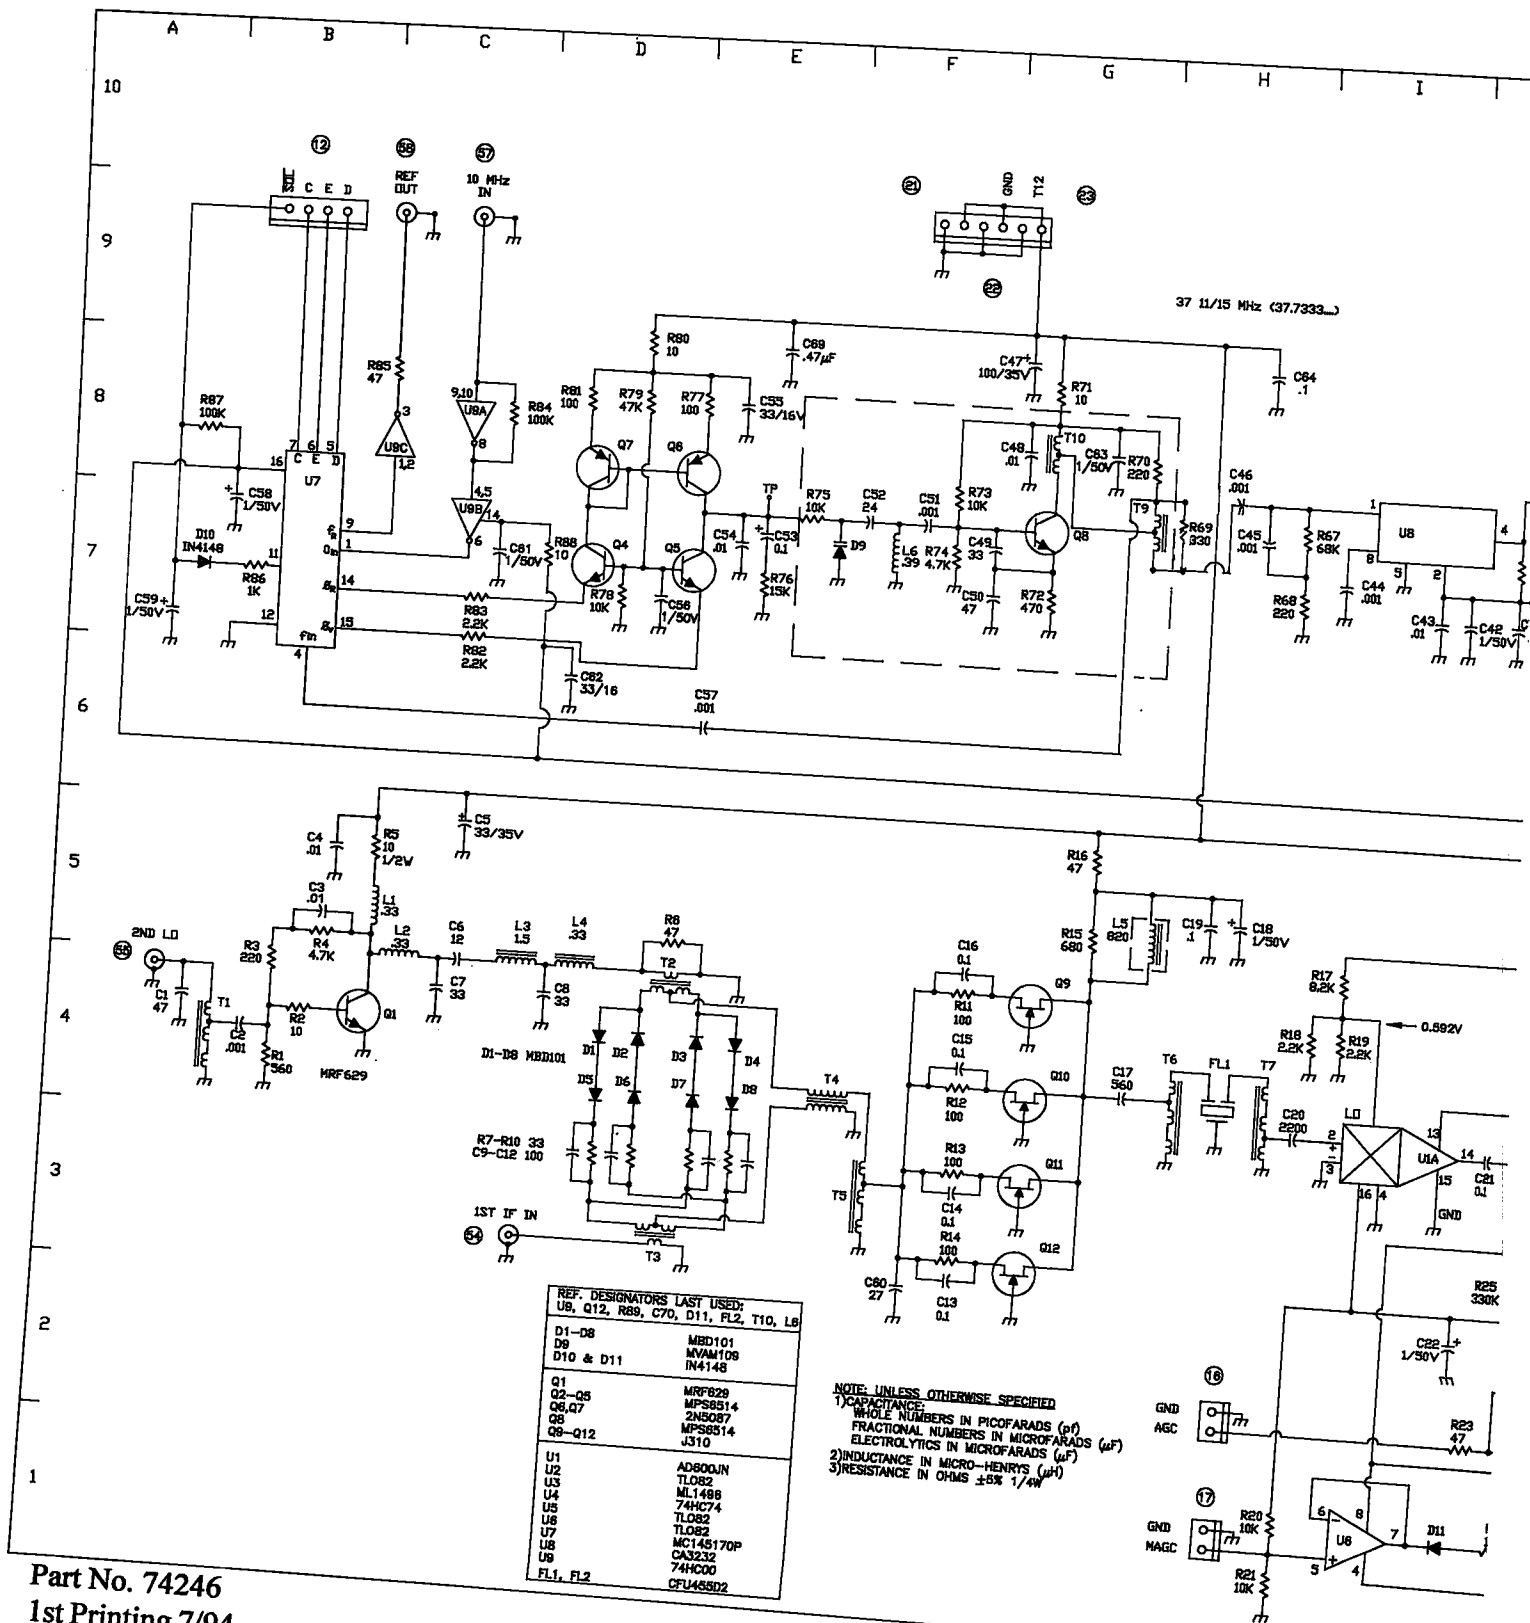 A B C D E F G H I
10
12
58
57
21
23
SDL C E D
REF
OUT
10 MHz
IN
GND
T12
9
22
37 11/15 MHz (37.7333...)
R80
10
C69
.47µF
C47 +
100/35V
R71
10
C64
.1
8
R85
47
R87
100K
9,10
U9A
8
R84
100K
3
U9C
1,2
R81
100
R79
47K
R77
100
C55
33/16V
Q7
Q6
C48
.01
T10
C63
1/50V
R70
220
C46
.001
7 6 5
C E D
16
U7
+ C58
1/50V
4,5
U9B
14
6
TP
R75
10K
C52
24
C51
.001
R73
10K
T9
R69
330
1
U8
4
7
D10
IN4148
9
1
11
R86
1K
14
C61
1/50V
R88
10
Q4
Q5
C54
.01
+ C53
0.1
D9
L6
.39
R74
4.7K
C49
33
Q8
C45
.001
R67
68K
8
5
2
C59 +
1/50V
12
15
fin
4
R83
2.2K
R82
2.2K
R78
10K
C56
1/50V
R76
15K
C50
47
R72
470
R68
220
C44
.001
C43
.01
C42
1/50V
C62
33/16
6
C57
.001
5
C4
.01
R5
10
1/2W
+ C5
33/35V
R16
47
C3
.01
L1
.33
55
2ND LO
R3
220
R4
4.7K
L2
.33
C6
12
L3
1.5
L4
.33
R6
47
R15
680
L5
820
C19
.1
+ C18
1/50V
C16
0.1
R17
8.2K
4
C1
47
T1
C2
.001
R2
10
Q1
C7
33
C8
33
T2
R11
100
Q9
0.592V
R1
560
MRF629
D1-D8 MBD101
D1 D2 D3 D4
C15
0.1
R18
2.2K
R19
2.2K
D5 D6 D7 D8
T4
R12
100
Q10
C17
560
T6
FL1
T7
LO
3
R7-R10 33
C9-C12 100
R13
100
Q11
C20
2200
2
+
-
3
13
U1A
14
16 4
15
GND
C21
0.1
T5
C14
0.1
54
1ST IF IN
T3
R14
100
Q12
C60
27
C13
0.1
R25
330K
2
REF. DESIGNATORS LAST USED:
U9, Q12, R89, C70, D11, FL2, T10, L6
D1-D8 MBD101
D9 MVAM109
D10 & D11 IN4148
Q1 MRF629
Q2-Q5 MPS6514
Q6,Q7 2N5087
Q8 MPS6514
Q9-Q12 J310
U1 AD600JN
U2 TL082
U3 ML1496
U4 74HC74
U5 TL082
U6 TL082
U7 MC145170P
U8 CA3232
U9 74HC00
FL1, FL2 CFU455D2
NOTE: UNLESS OTHERWISE SPECIFIED
1)CAPACITANCE:
WHOLE NUMBERS IN PICOFARADS (pf)
FRACTIONAL NUMBERS IN MICROFARADS (µF)
ELECTROLYTICS IN MICROFARADS (µF)
2)INDUCTANCE IN MICRO-HENRYS (µH)
3)RESISTANCE IN OHMS ±5% 1/4W
C22 +
1/50V
16
GND
AGC
R23
47
1
17
GND
MAGC
R20
10K
R21
10K
6
-
8
U6
7
+
5
4
D11
Part No. 74246
1st Printing 7/94